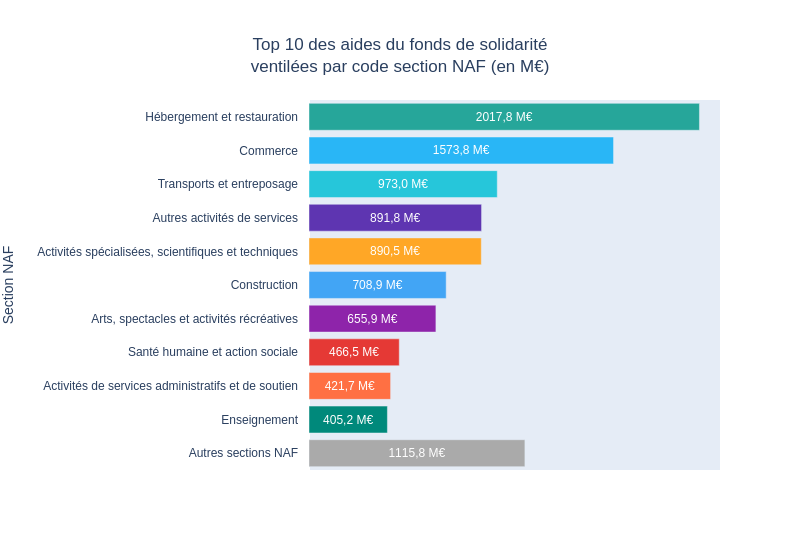 Top 10 des aides du fonds de solidarité
ventilées par code section NAF (en M€)
Section NAF
Hébergement et restauration 2017,8 M€
Commerce 1573,8 M€
Transports et entreposage 973,0 M€
Autres activités de services 891,8 M€
Activités spécialisées, scientifiques et techniques 890,5 M€
Construction 708,9 M€
Arts, spectacles et activités récréatives 655,9 M€
Santé humaine et action sociale 466,5 M€
Activités de services administratifs et de soutien 421,7 M€
Enseignement 405,2 M€
Autres sections NAF 1115,8 M€